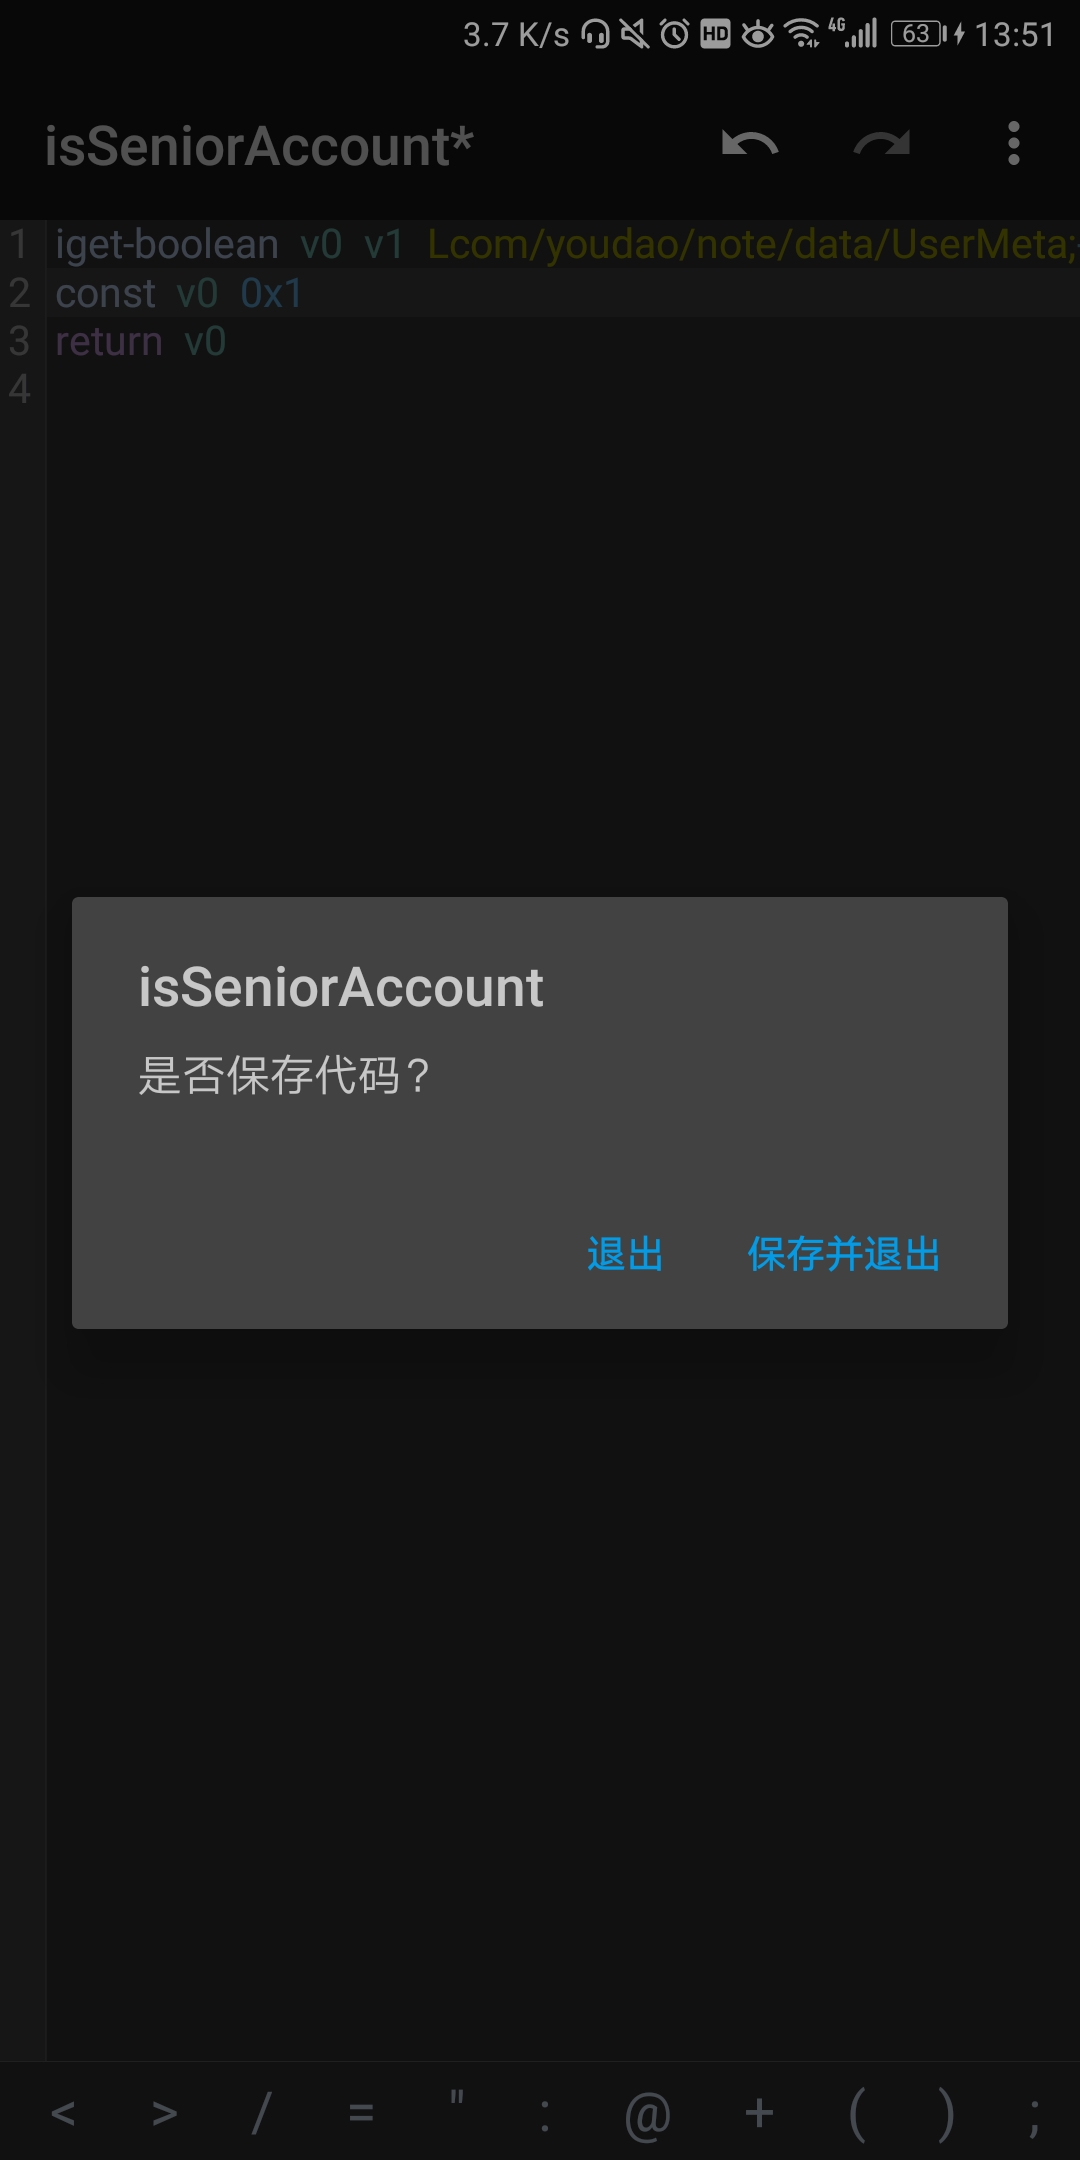 3.7 K/s HD 4G 63 13:51
isSeniorAccount*
1 iget-boolean v0 v1 Lcom/youdao/note/data/UserMeta;
2 const v0 0x1
3 return v0
4
isSeniorAccount
是否保存代码?
退出 保存并退出
< > / = " : @ + ( ) ;